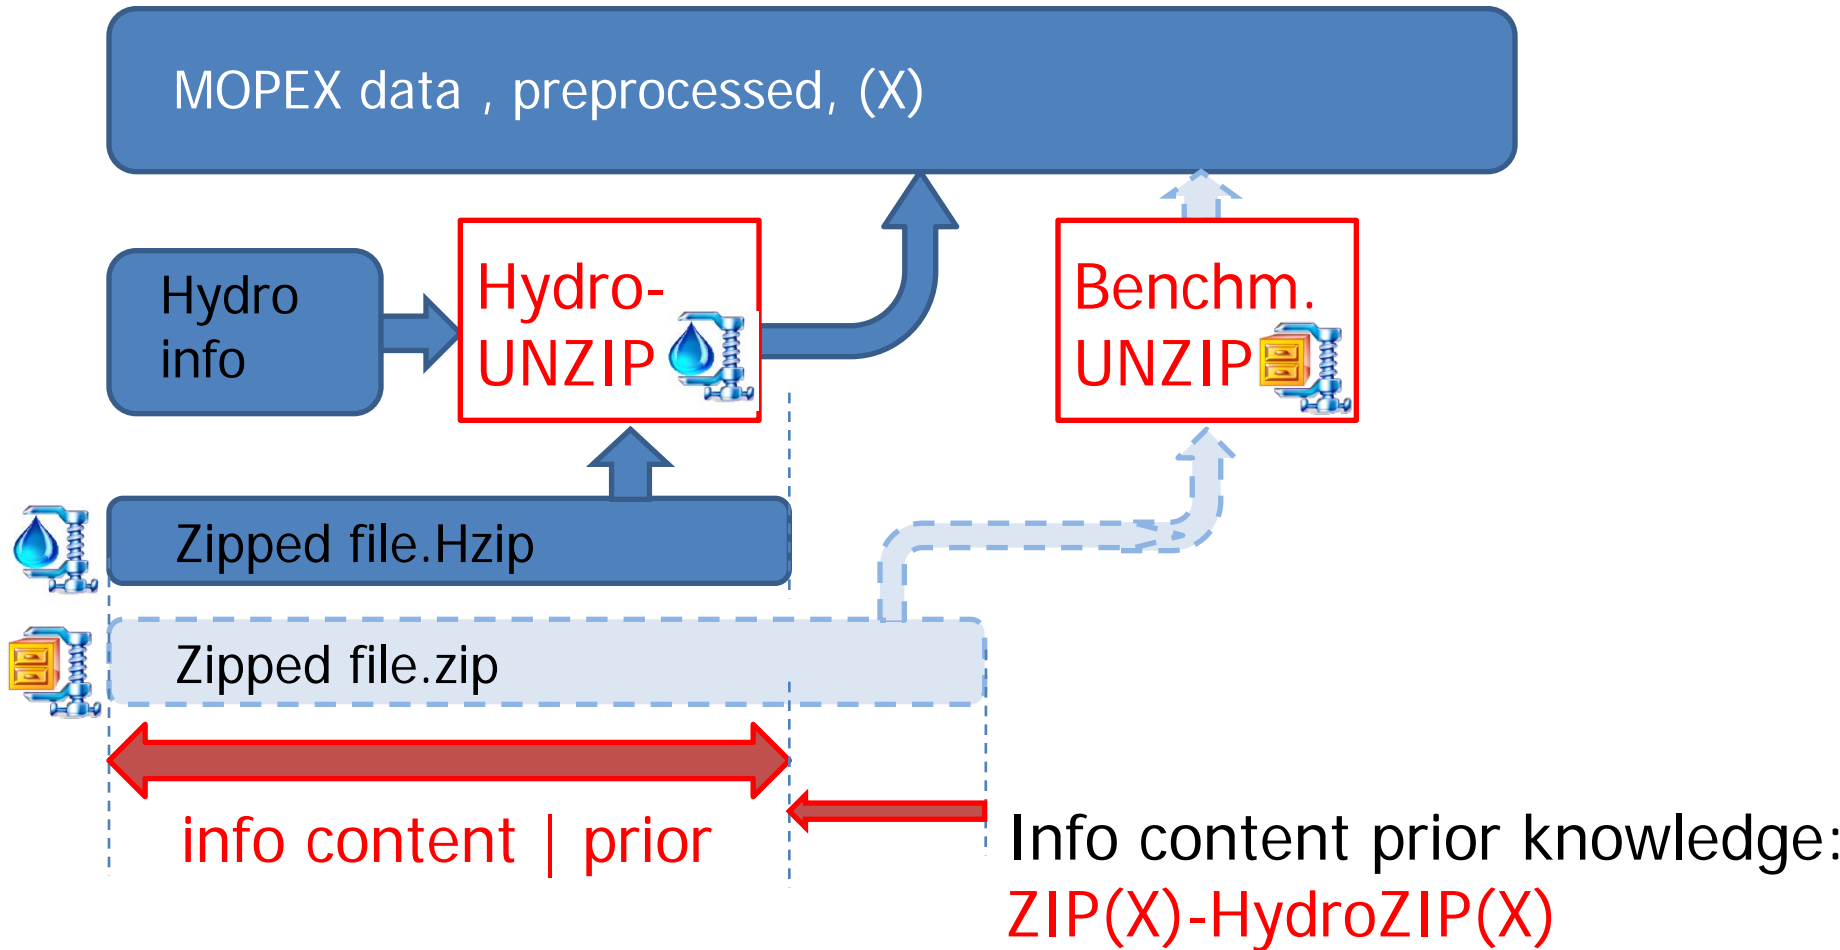 MOPEX data , preprocessed, (X)
Hydro
info
Hydro-
UNZIP
Benchm.
UNZIP
Zipped file.Hzip
Zipped file.zip
info content | prior
Info content prior knowledge:
ZIP(X)-HydroZIP(X)